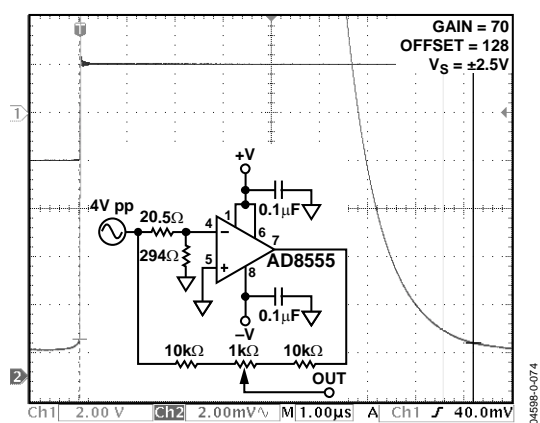 GAIN = 70
OFFSET = 128
VS = ±2.5V
T
1
+V
4V pp
20.5Ω
4
1
0.1µF
6
7
294Ω
5
AD8555
8
0.1µF
–V
10kΩ
1kΩ
10kΩ
OUT
2
Ch1 2.00 V Ch2 2.00mV M 1.00µs A Ch1 40.0mV
04598-0-074